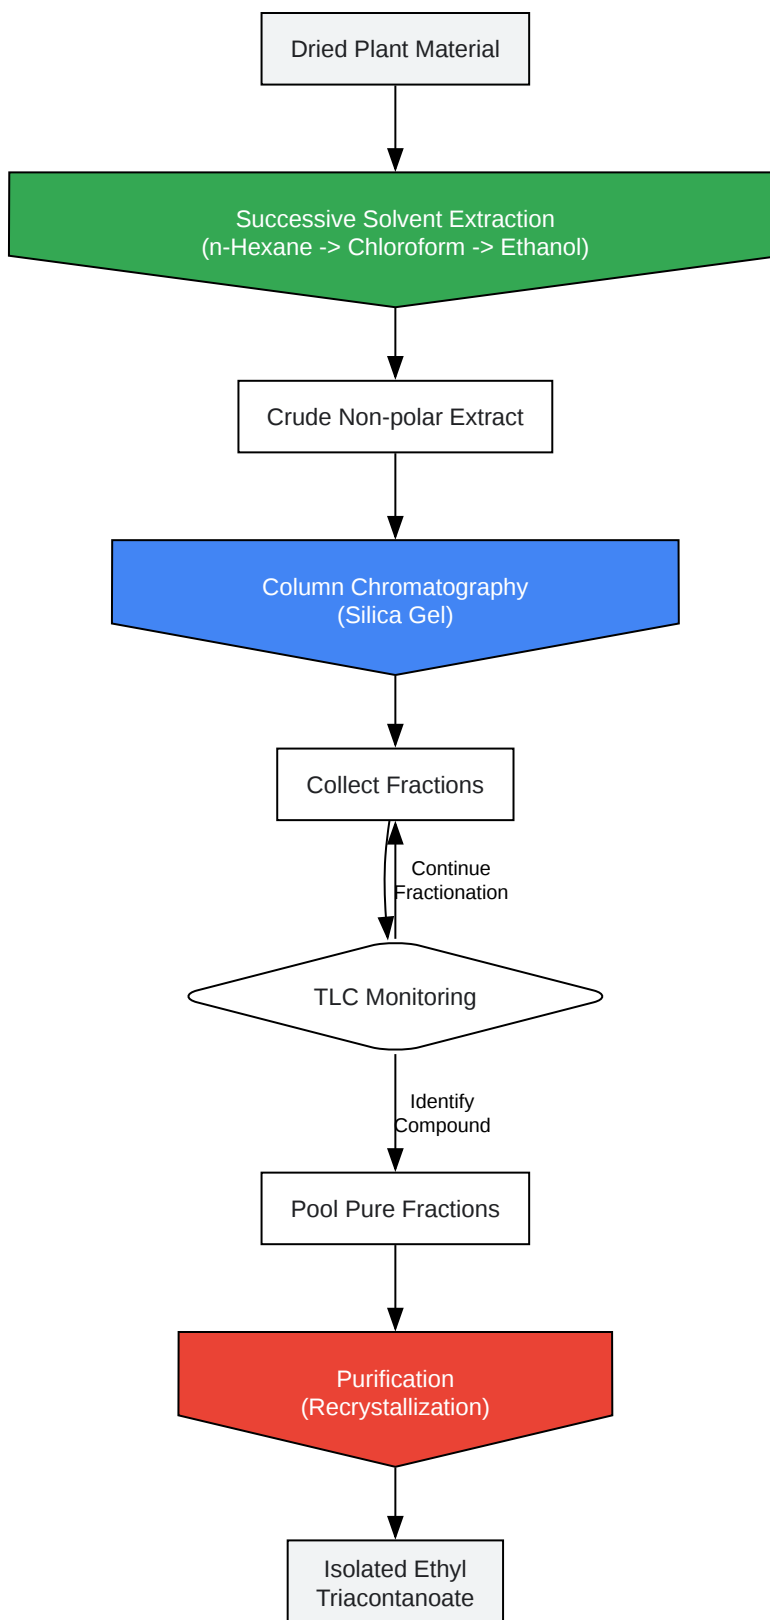 Dried Plant Material
Successive Solvent Extraction
(n-Hexane -> Chloroform -> Ethanol)
Crude Non-polar Extract
Column Chromatography
(Silica Gel)
Collect Fractions
Continue
Fractionation
TLC Monitoring
Identify
Compound
Pool Pure Fractions
Purification
(Recrystallization)
Isolated Ethyl
Triacontanoate